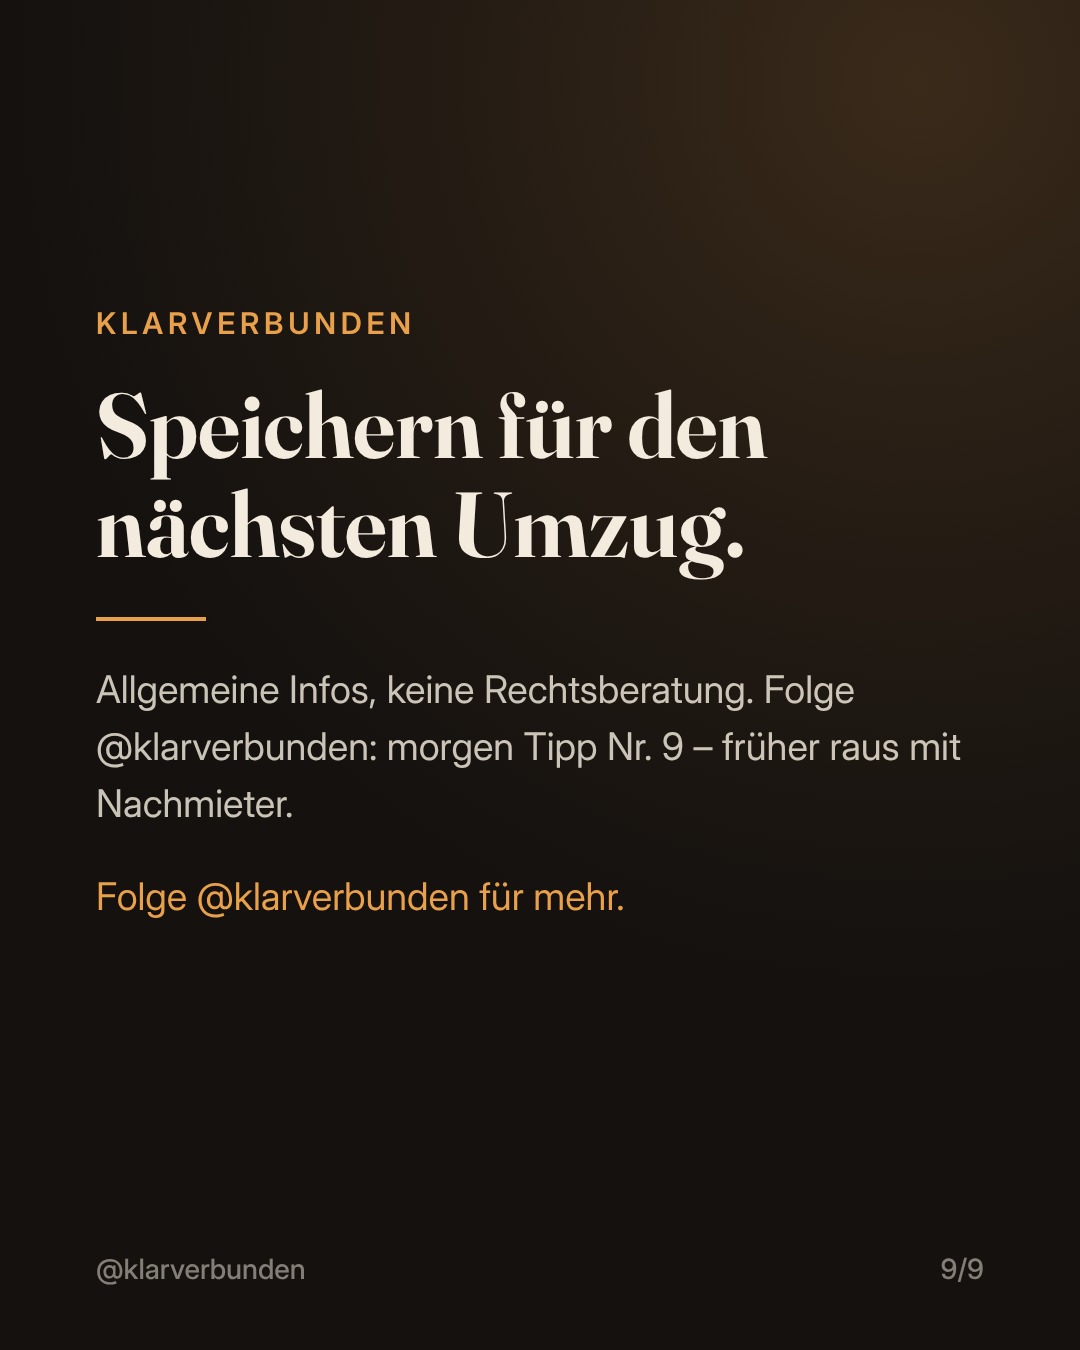 KLARVERBUNDEN
Speichern für den
nächsten Umzug.
Allgemeine Infos, keine Rechtsberatung. Folge
@klarverbunden: morgen Tipp Nr. 9 – früher raus mit
Nachmieter.
Folge @klarverbunden für mehr.
@klarverbunden
9/9